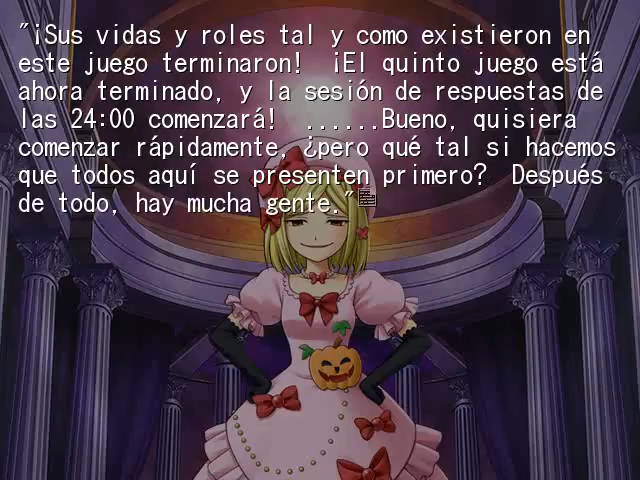 "¡Sus vidas y roles tal y como existieron en
este juego terminaron!  ¡El quinto juego está
ahora terminado, y la sesión de respuestas de
las 24:00 comenzará!  ......Bueno, quisiera
comenzar rápidamente, ¿pero qué tal si hacemos
que todos aquí se presenten primero?  Después
de todo, hay mucha gente."